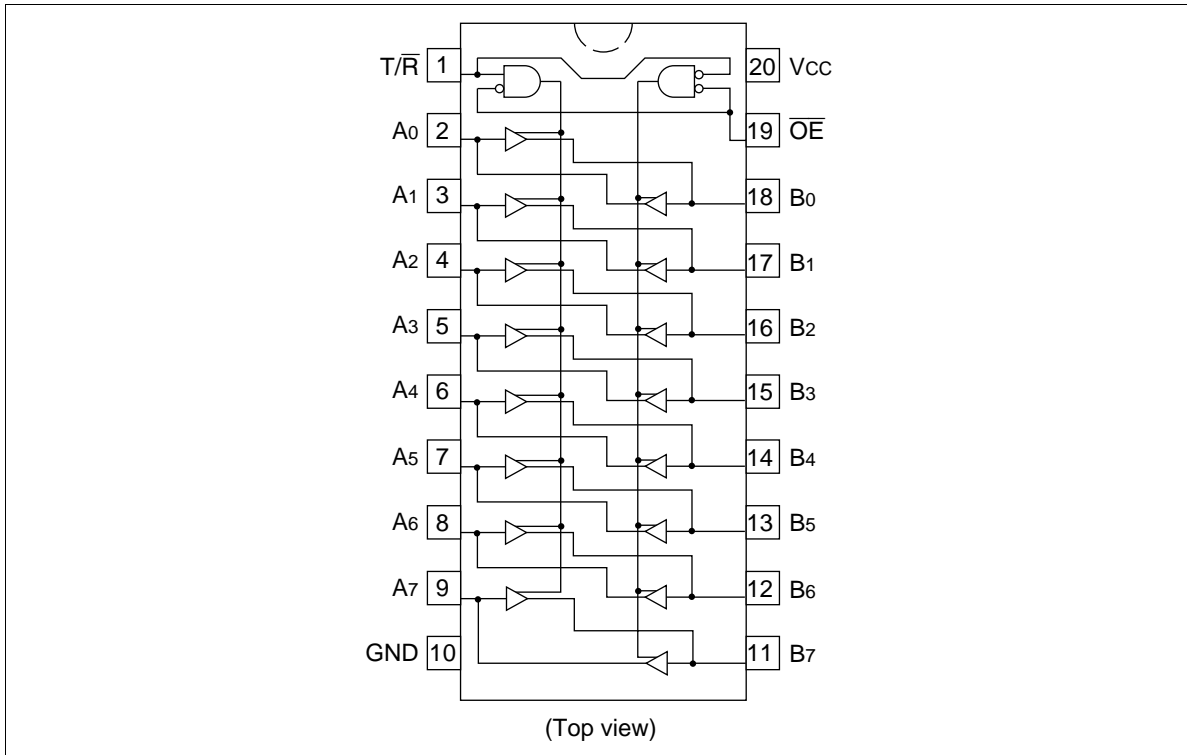 T/R̅ 1 20 VCC
A0 2 19 O̅E̅
A1 3 18 B0
A2 4 17 B1
A3 5 16 B2
A4 6 15 B3
A5 7 14 B4
A6 8 13 B5
A7 9 12 B6
GND 10 11 B7
(Top view)